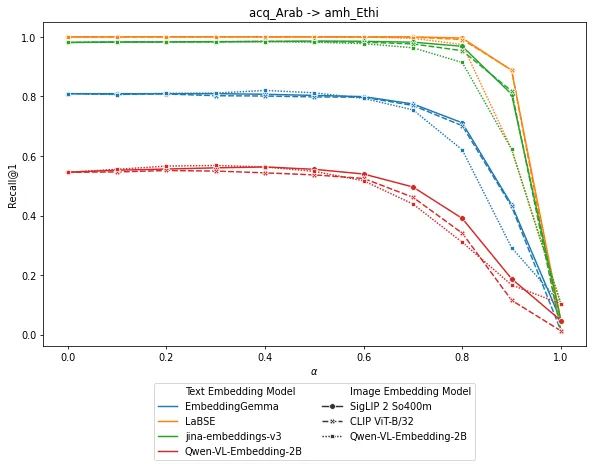 acq_Arab -> amh_Ethi
Recall@1
1.0
0.8
0.6
0.4
0.2
0.0
0.0 0.2 0.4 0.6 0.8 1.0
α
Text Embedding Model
EmbeddingGemma
LaBSE
jina-embeddings-v3
Qwen-VL-Embedding-2B
Image Embedding Model
SigLIP 2 So400m
CLIP ViT-B/32
Qwen-VL-Embedding-2B